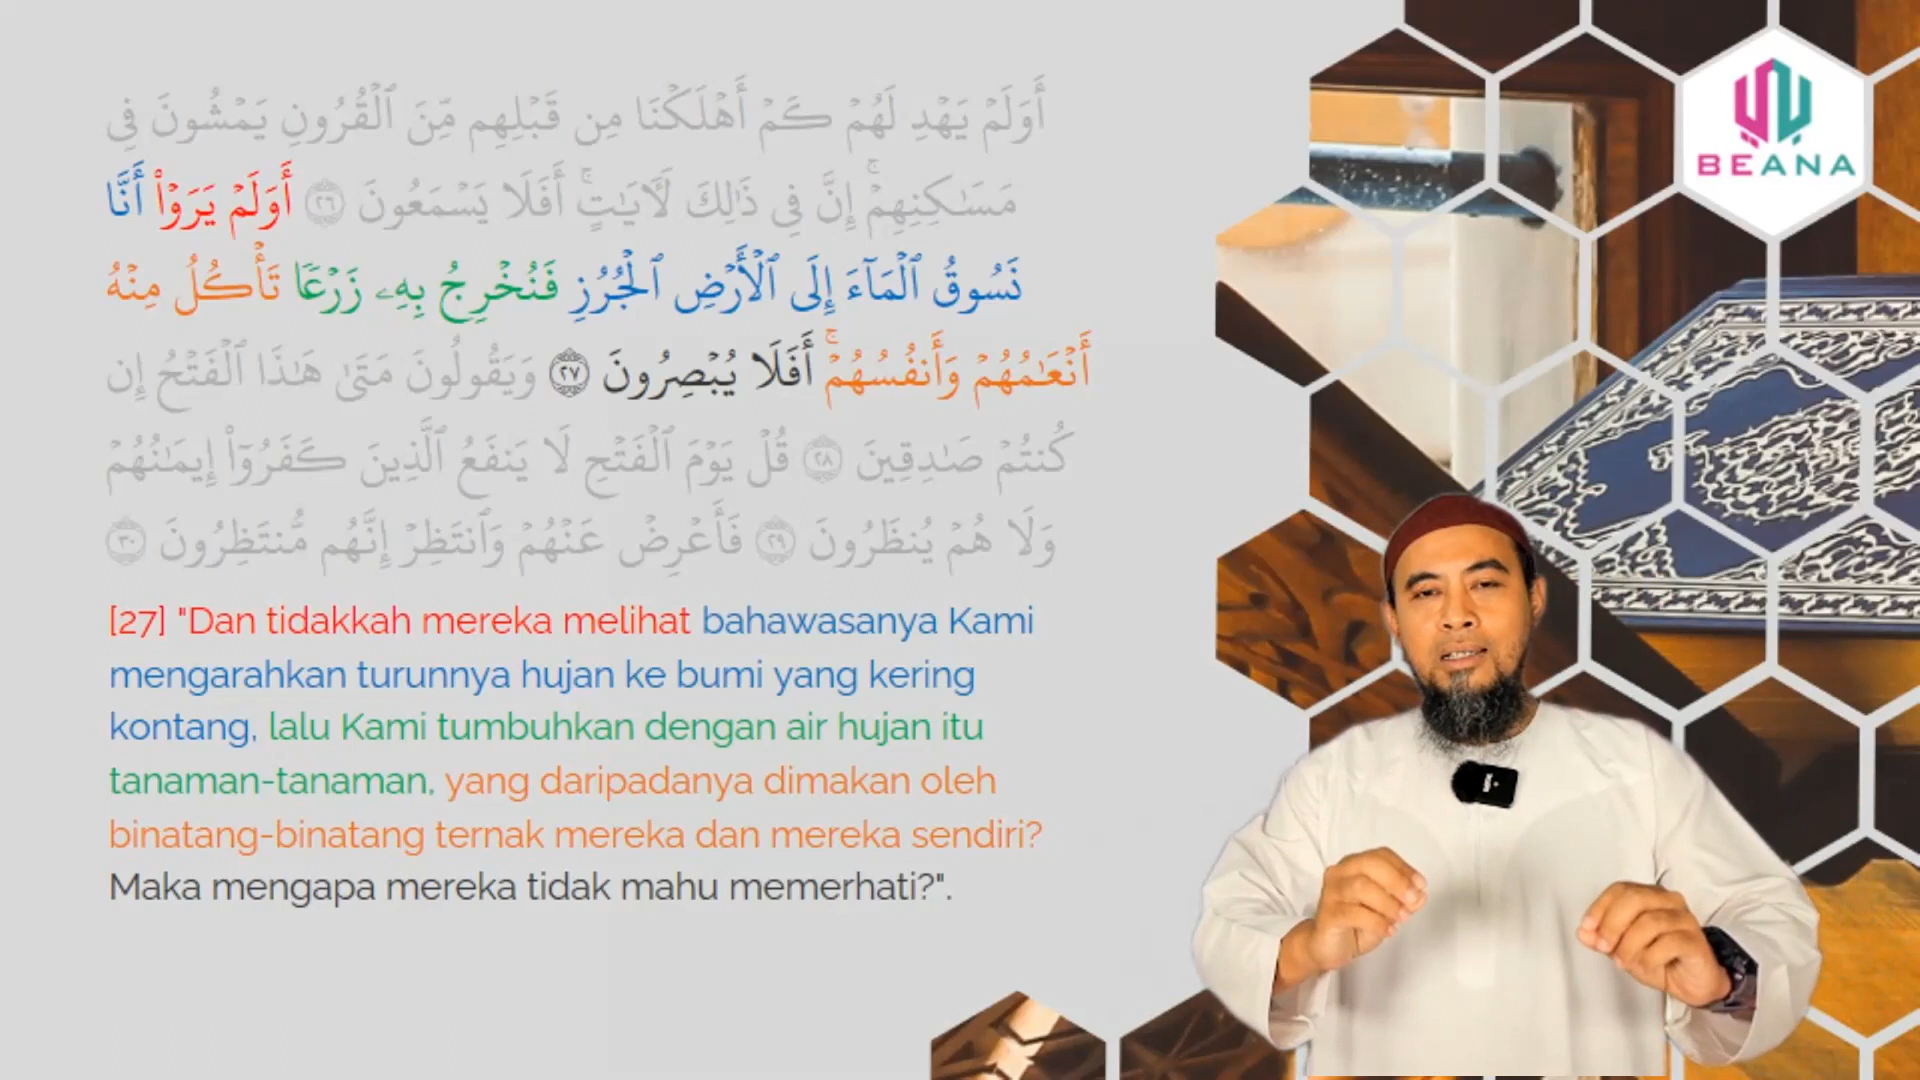 أَوَلَمْ يَهْدِ لَهُمْ كَمْ أَهْلَكْنَا مِن قَبْلِهِم مِّنَ ٱلْقُرُونِ يَمْشُونَ فِى
مَسَـٰكِنِهِمْ ۚ إِنَّ فِى ذَٰلِكَ لَـَٔايَـٰتٍ ۖ أَفَلَا يَسْمَعُونَ ٢٦ أَوَلَمْ يَرَوْا۟ أَنَّا
نَسُوقُ ٱلْمَآءَ إِلَى ٱلْأَرْضِ ٱلْجُرُزِ فَنُخْرِجُ بِهِۦ زَرْعًا تَأْكُلُ مِنْهُ
أَنْعَـٰمُهُمْ وَأَنفُسُهُمْ ۖ أَفَلَا يُبْصِرُونَ ٢٧ وَيَقُولُونَ مَتَىٰ هَـٰذَا ٱلْفَتْحُ إِن
كُنتُمْ صَـٰدِقِينَ ٢٨ قُلْ يَوْمَ ٱلْفَتْحِ لَا يَنفَعُ ٱلَّذِينَ كَفَرُوٓا۟ إِيمَـٰنُهُمْ
وَلَا هُمْ يُنظَرُونَ ٢٩ فَأَعْرِضْ عَنْهُمْ وَٱنتَظِرْ إِنَّهُم مُّنتَظِرُونَ ٣٠
[27] "Dan tidakkah mereka melihat bahawasanya Kami
mengarahkan turunnya hujan ke bumi yang kering
kontang, lalu Kami tumbuhkan dengan air hujan itu
tanaman-tanaman, yang daripadanya dimakan oleh
binatang-binatang ternak mereka dan mereka sendiri?
Maka mengapa mereka tidak mahu memerhati?".
BEANA